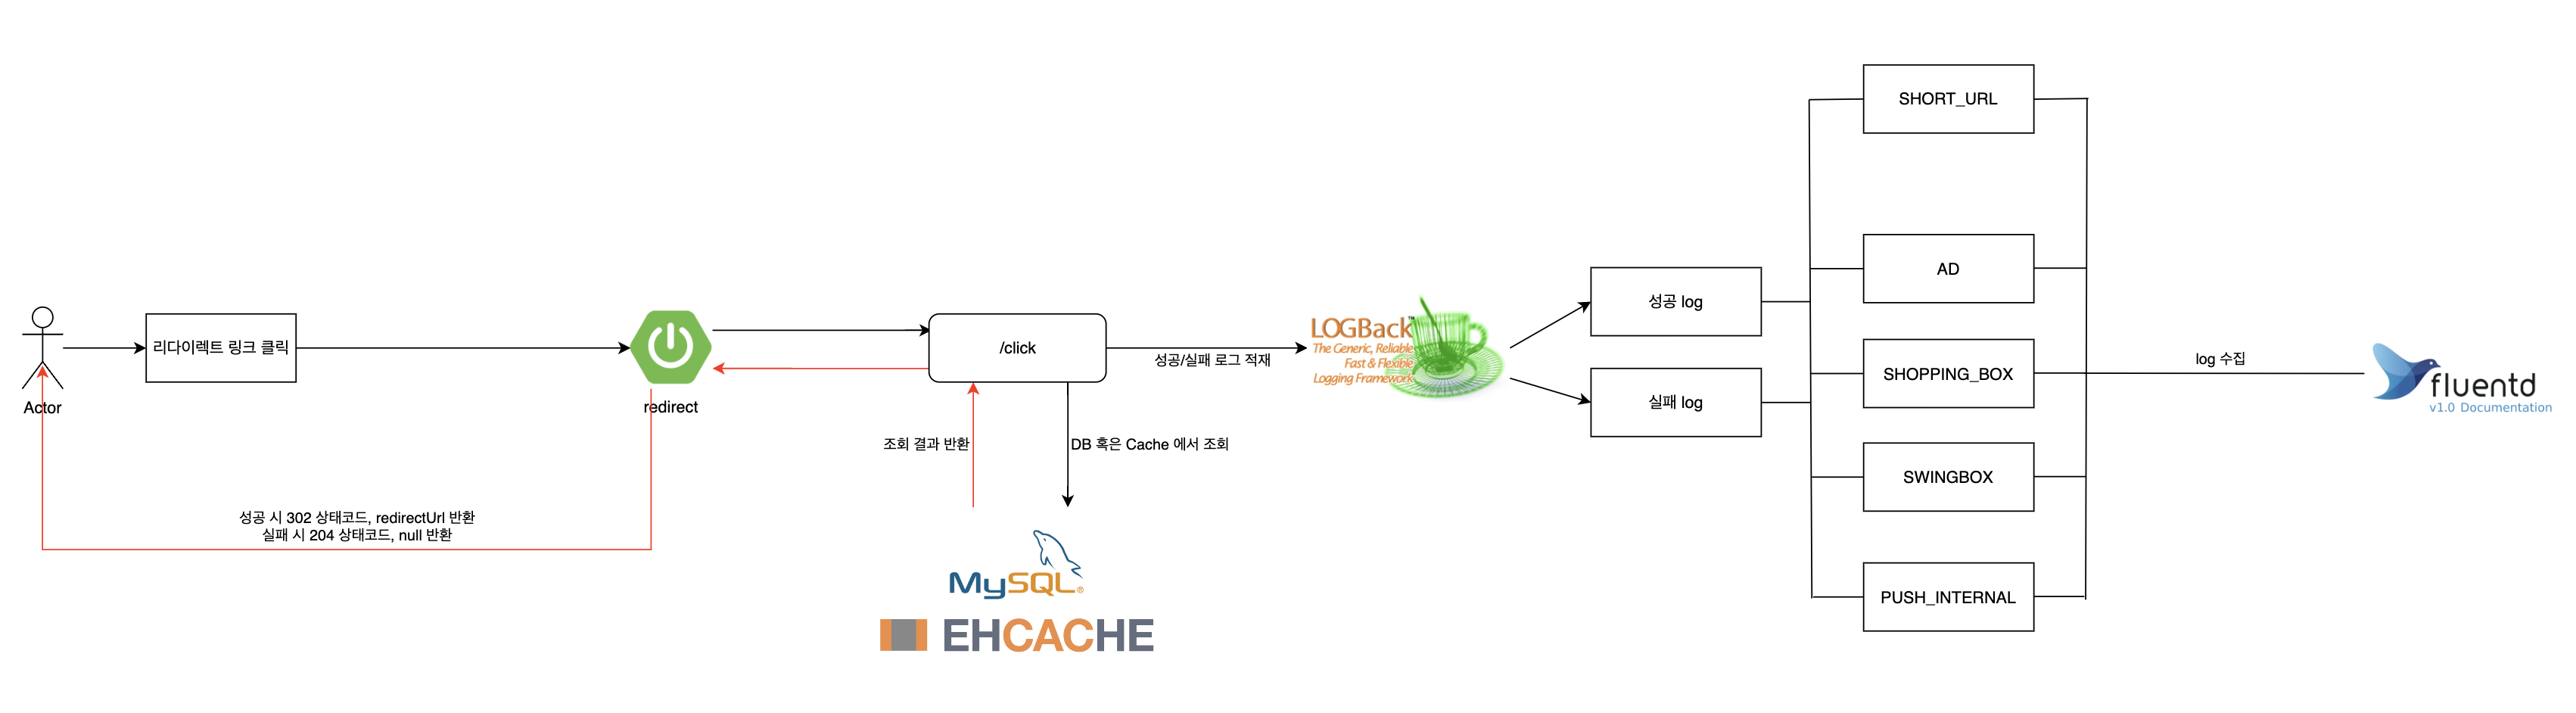 Actor
리다이렉트 링크 클릭
redirect
성공 시 302 상태코드, redirectUrl 반환
실패 시 204 상태코드, null 반환
/click
조회 결과 반환
DB 혹은 Cache 에서 조회
MySQL®
EHCACHE
성공/실패 로그 적재
LOGBack™
The Generic, Reliable
Fast & Flexible
Logging Framework
성공 log
실패 log
SHORT_URL
AD
SHOPPING_BOX
SWINGBOX
PUSH_INTERNAL
log 수집
fluentd
v1.0 Documentation